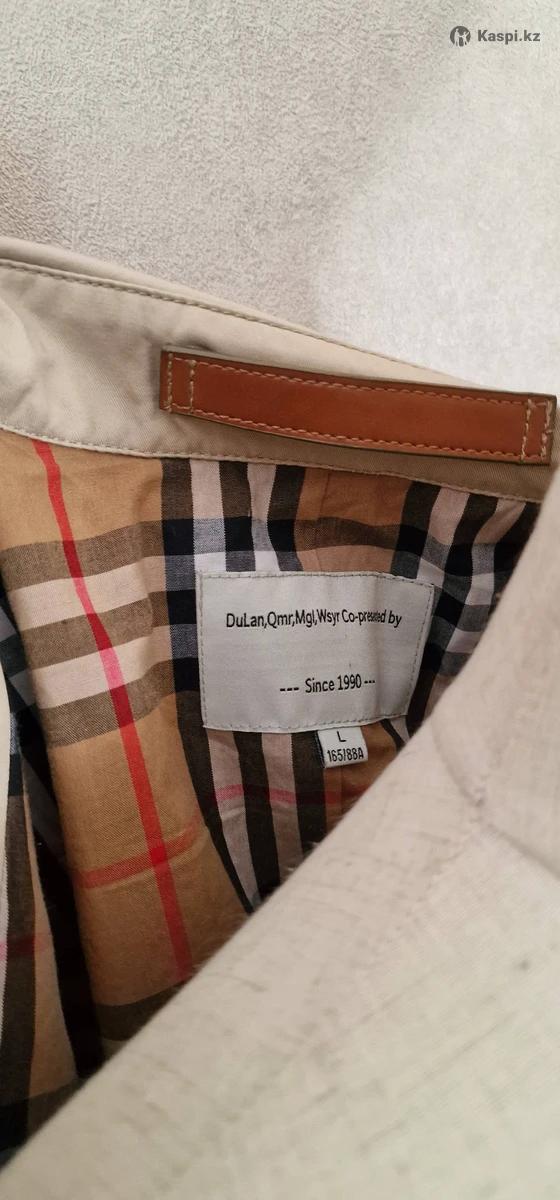 Kaspi.kz
DuLan,Qmr,Mgl,Wsyr Co-presented by
--- Since 1990 ---
L
165/88A